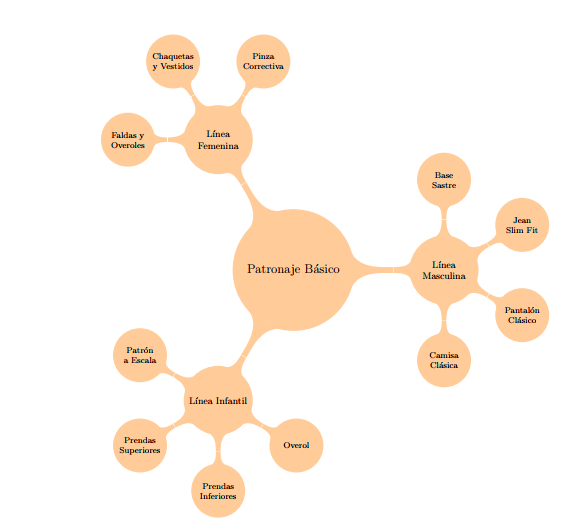 Chaquetas
y Vestidos
Pinza
Correctiva
Faldas y
Overoles
Línea
Femenina
Base
Sastre
Jean
Slim Fit
Patronaje Básico
Línea
Masculina
Pantalón
Clásico
Camisa
Clásica
Patrón
a Escala
Línea Infantil
Prendas
Superiores
Overol
Prendas
Inferiores